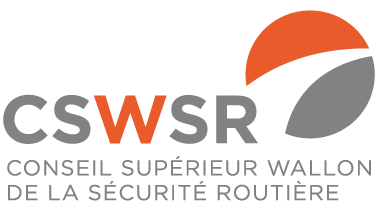 CSWSR
CONSEIL SUPÉRIEUR WALLON
DE LA SÉCURITÉ ROUTIÈRE